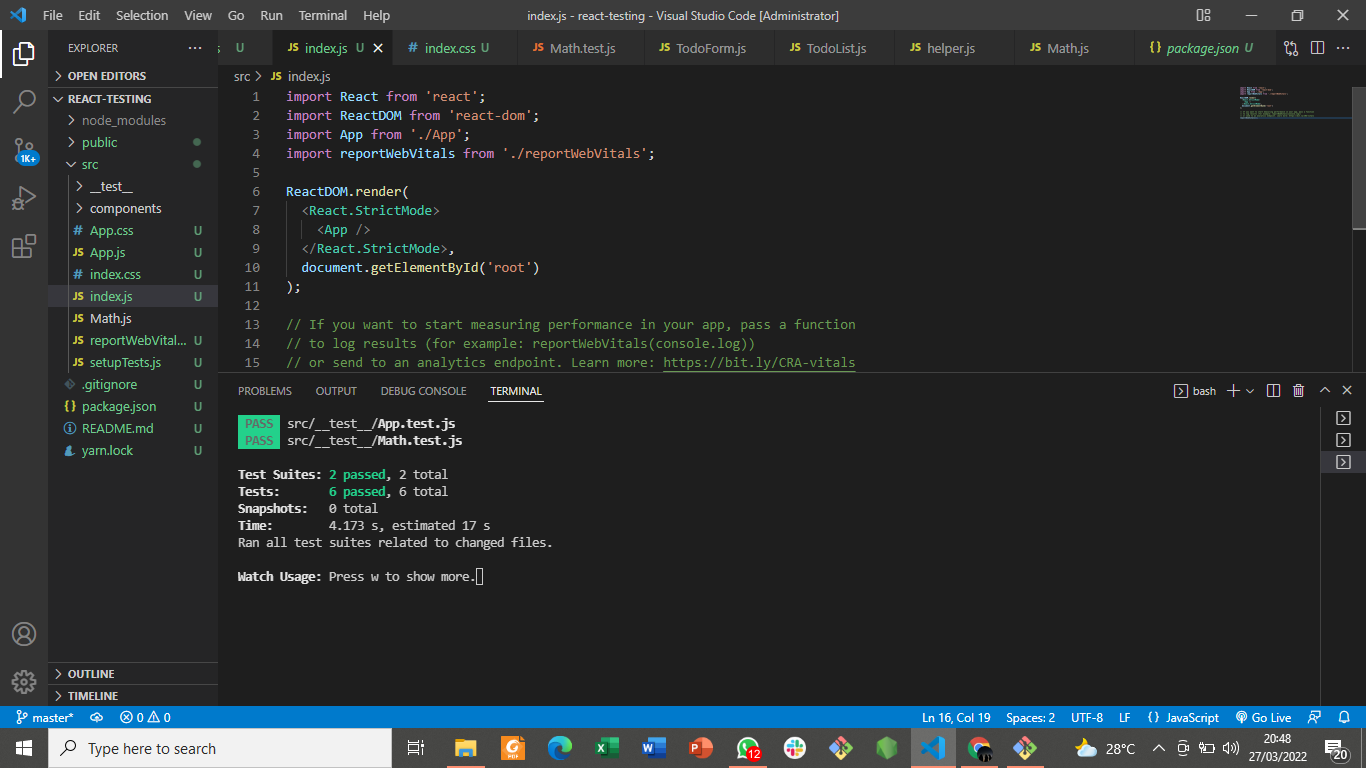 File Edit Selection View Go Run Terminal Help
index.js - react-testing - Visual Studio Code [Administrator]
EXPLORER
s U
JS index.js U
# index.css U
Math.test.js
JS TodoForm.js
JS TodoList.js
JS helper.js
JS Math.js
{} package.json U
OPEN EDITORS
REACT-TESTING
node_modules
public
src
__test__
components
# App.css U
JS App.js U
# index.css U
JS index.js U
JS Math.js
JS reportWebVital... U
JS setupTests.js U
.gitignore U
{} package.json U
README.md U
yarn.lock U
OUTLINE
TIMELINE
1K+
src > JS index.js
1 import React from 'react';
2 import ReactDOM from 'react-dom';
3 import App from './App';
4 import reportWebVitals from './reportWebVitals';
5
6 ReactDOM.render(
7 <React.StrictMode>
8 <App />
9 </React.StrictMode>,
10 document.getElementById('root')
11 );
12
13 // If you want to start measuring performance in your app, pass a function
14 // to log results (for example: reportWebVitals(console.log))
15 // or send to an analytics endpoint. Learn more: https://bit.ly/CRA-vitals
PROBLEMS OUTPUT DEBUG CONSOLE TERMINAL
bash
PASS src/__test__/App.test.js
PASS src/__test__/Math.test.js
Test Suites: 2 passed, 2 total
Tests: 6 passed, 6 total
Snapshots: 0 total
Time: 4.173 s, estimated 17 s
Ran all test suites related to changed files.
Watch Usage: Press w to show more.
master* 0 0
Ln 16, Col 19 Spaces: 2 UTF-8 LF {} JavaScript Go Live
Type here to search
PDF
12
28°C
20:48
27/03/2022
20